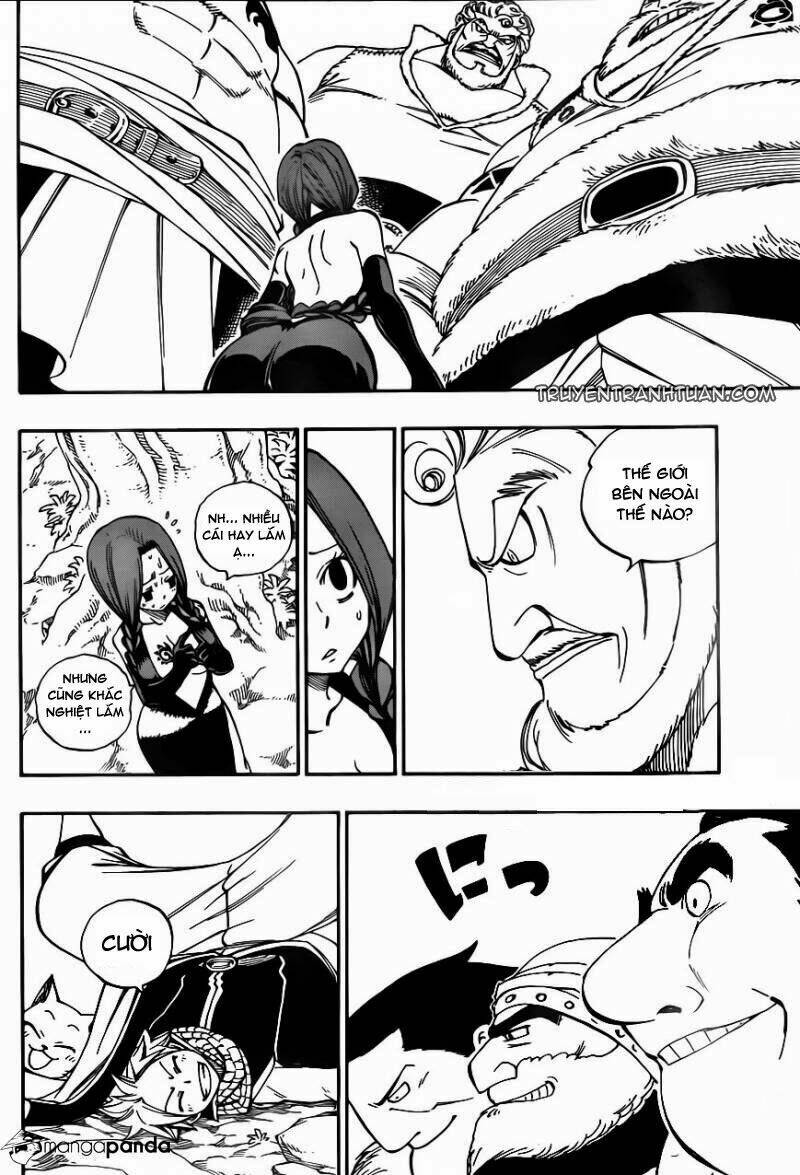 TRUYENTRANHTUAN.COM
THẾ GIỚI
BÊN NGOÀI
THẾ NÀO?
NH... NHIỀU
CÁI HAY LẮM
Ạ...
NHƯNG
CŨNG KHẮC
NGHIỆT LẮM
...
にっ
CƯỜI
mangapanda